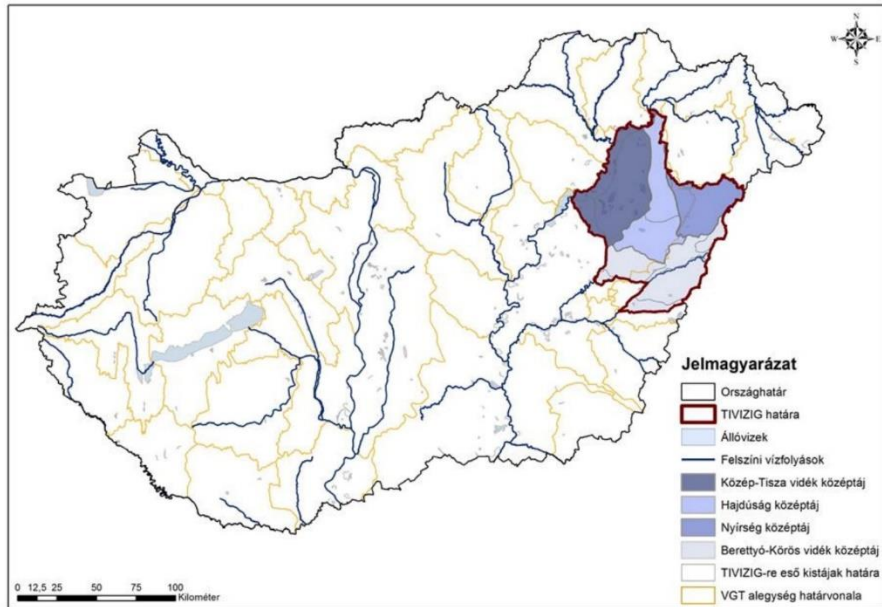 N
W E
S
Jelmagyarázat
Országhatár
TIVIZIG határa
Állóvizek
Felszíni vízfolyások
Közép-Tisza vidék középtáj
Hajdúság középtáj
Nyírség középtáj
Berettyó-Körös vidék középtáj
TIVIZIG-re eső kistájak határa
VGT alegység határvonala
0 12,5 25 50 75 100
Kilométer